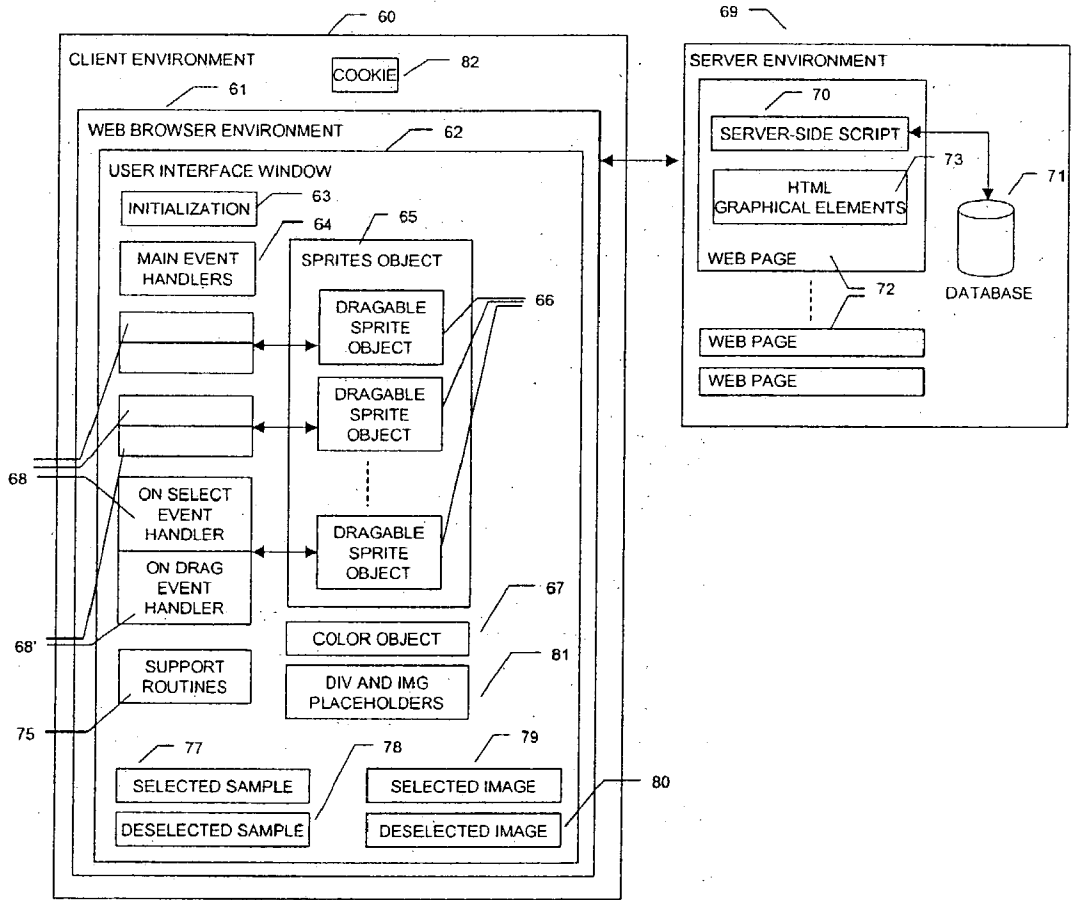 60
69
CLIENT ENVIRONMENT
COOKIE
82
SERVER ENVIRONMENT
61
WEB BROWSER ENVIRONMENT
62
USER INTERFACE WINDOW
INITIALIZATION
63
64
65
MAIN EVENT
HANDLERS
SPRITES OBJECT
DRAGABLE
SPRITE
OBJECT
66
DRAGABLE
SPRITE
OBJECT
68
ON SELECT
EVENT
HANDLER
ON DRAG
EVENT
HANDLER
DRAGABLE
SPRITE
OBJECT
67
COLOR OBJECT
68'
81
SUPPORT
ROUTINES
DIV AND IMG
PLACEHOLDERS
75
77
78
79
SELECTED SAMPLE
SELECTED IMAGE
80
DESELECTED SAMPLE
DESELECTED IMAGE
70
SERVER-SIDE SCRIPT
73
HTML
GRAPHICAL ELEMENTS
71
WEB PAGE
72
DATABASE
WEB PAGE
WEB PAGE